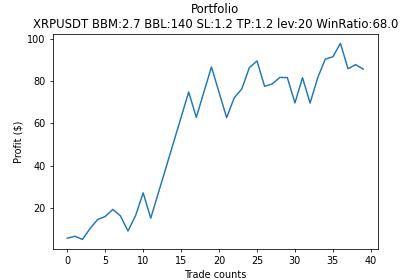 Portfolio
XRPUSDT BBM:2.7 BBL:140 SL:1.2 TP:1.2 lev:20 WinRatio:68.0
100
80
60
40
20
Profit ($)
0 5 10 15 20 25 30 35 40
Trade counts